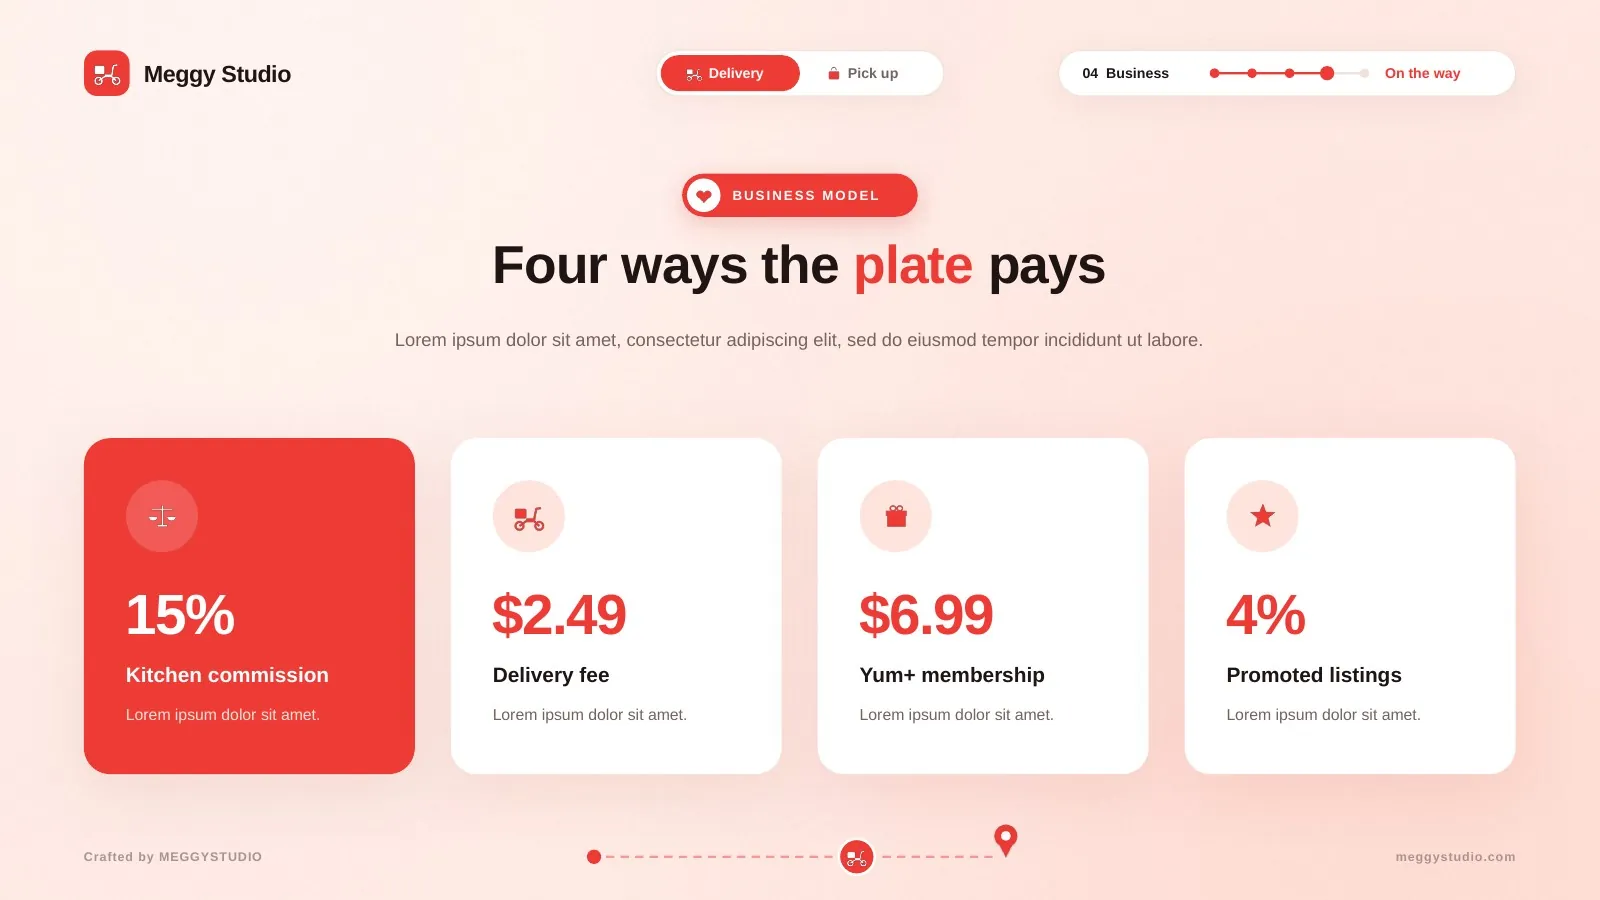 Meggy Studio
Delivery
Pick up
04 Business
On the way
BUSINESS MODEL
Four ways the plate pays
Lorem ipsum dolor sit amet, consectetur adipiscing elit, sed do eiusmod tempor incididunt ut labore.
15%
Kitchen commission
Lorem ipsum dolor sit amet.
$2.49
Delivery fee
Lorem ipsum dolor sit amet.
$6.99
Yum+ membership
Lorem ipsum dolor sit amet.
4%
Promoted listings
Lorem ipsum dolor sit amet.
Crafted by MEGGYSTUDIO
meggystudio.com